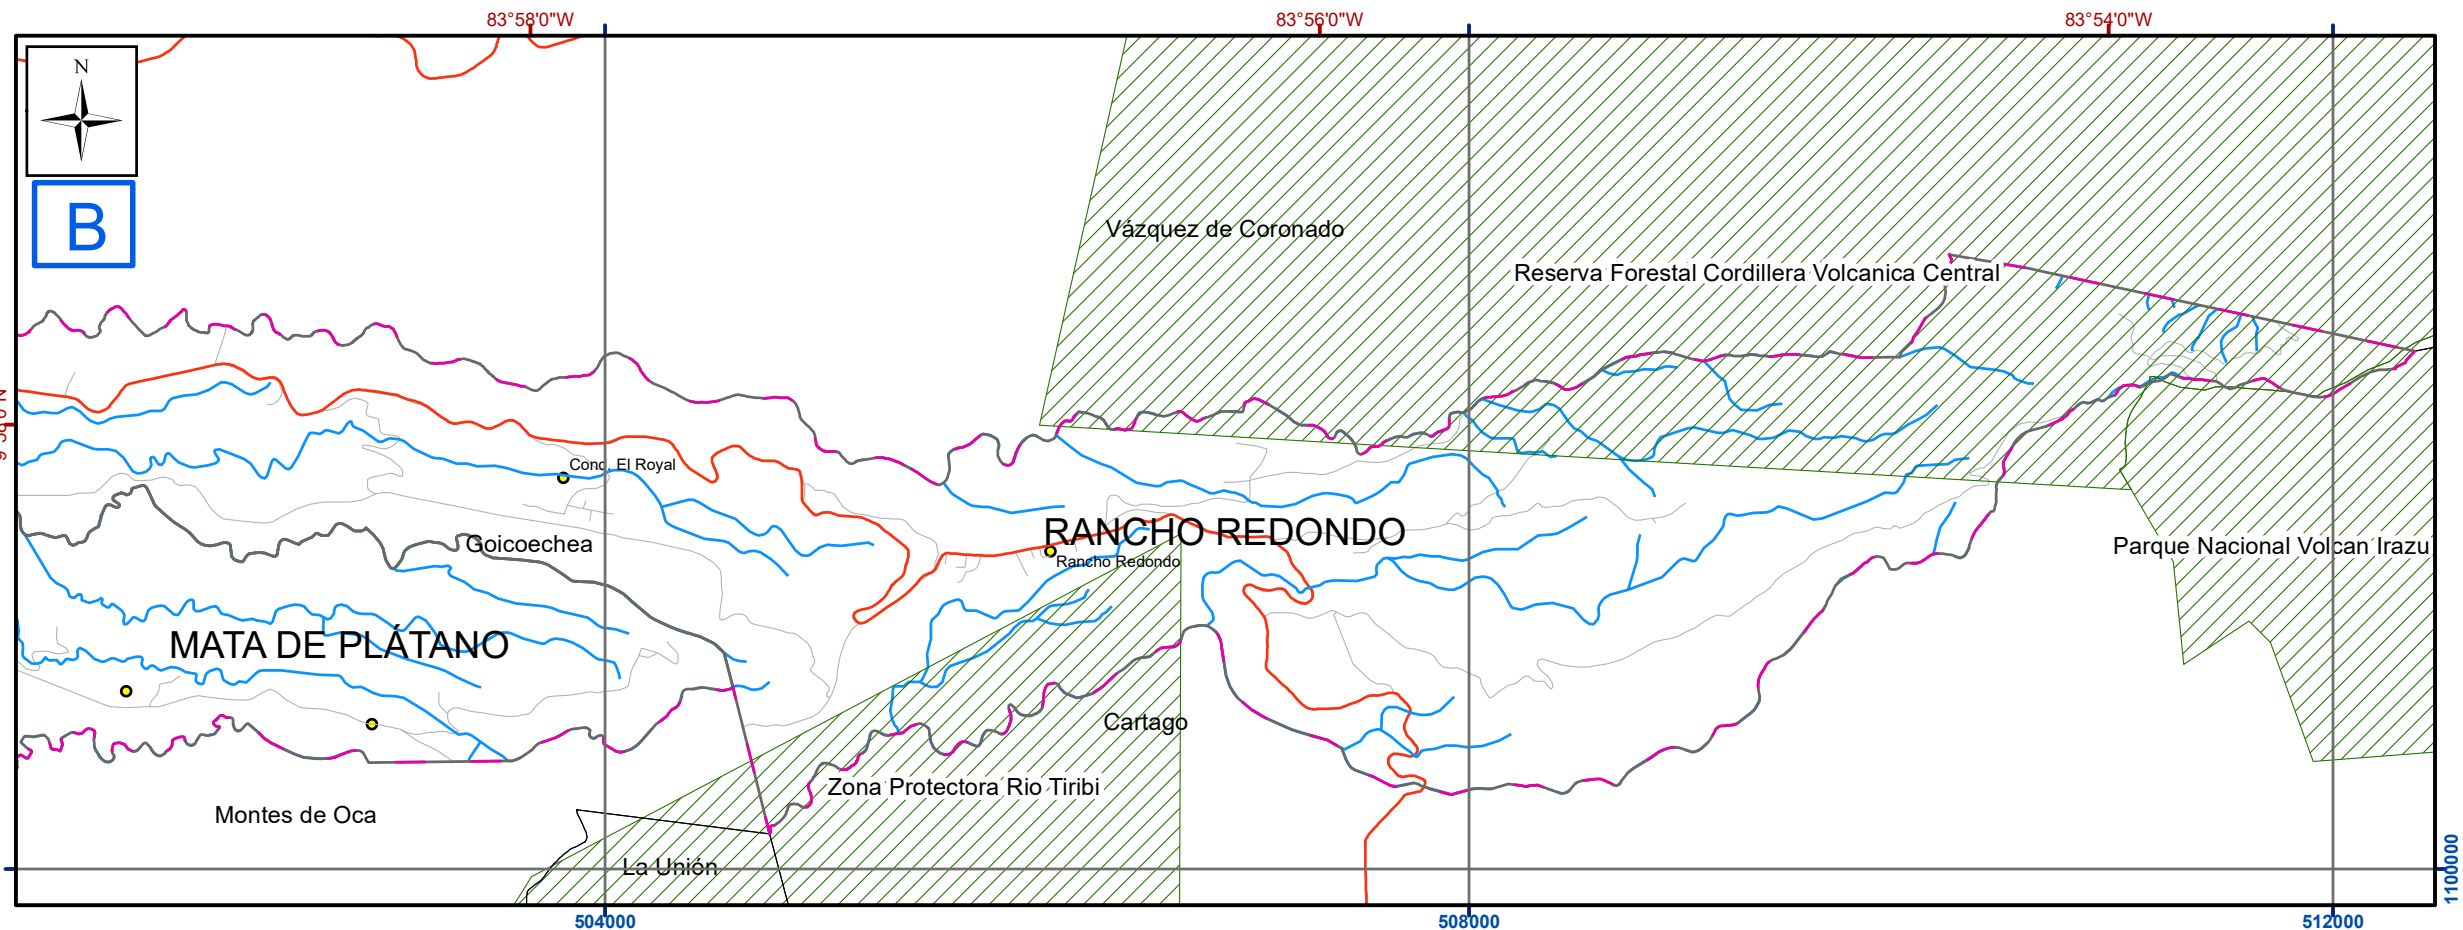 83°58'0"W
83°56'0"W
83°54'0"W
N
B
Vázquez de Coronado
Reserva Forestal Cordillera Volcanica Central
Cond. El Royal
RANCHO REDONDO
Goicoechea
Rancho Redondo
Parque Nacional Volcan Irazu
MATA DE PLÁTANO
Cartago
Zona Protectora Rio Tiribi
Montes de Oca
La Unión
1100000
504000
508000
512000